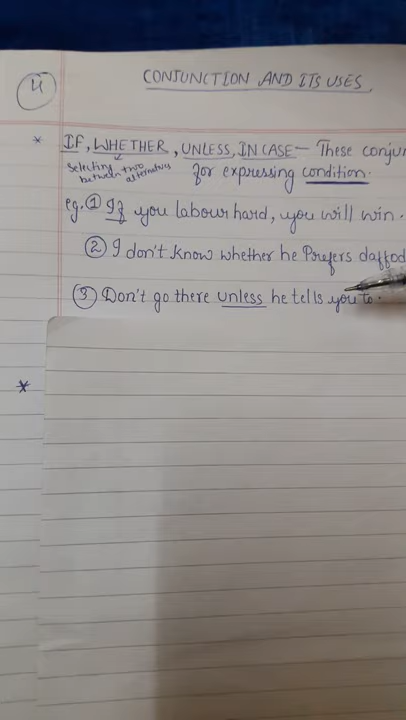 4
CONJUNCTION AND ITS USES
* IF, WHETHER, UNLESS, IN CASE - These conjun
selecting between two alternatives
for expressing condition.
eg. ① If you labour hard, you will win.
② I don't know whether he Prefers daffod
③ Don't go there unless he tells you to.
*